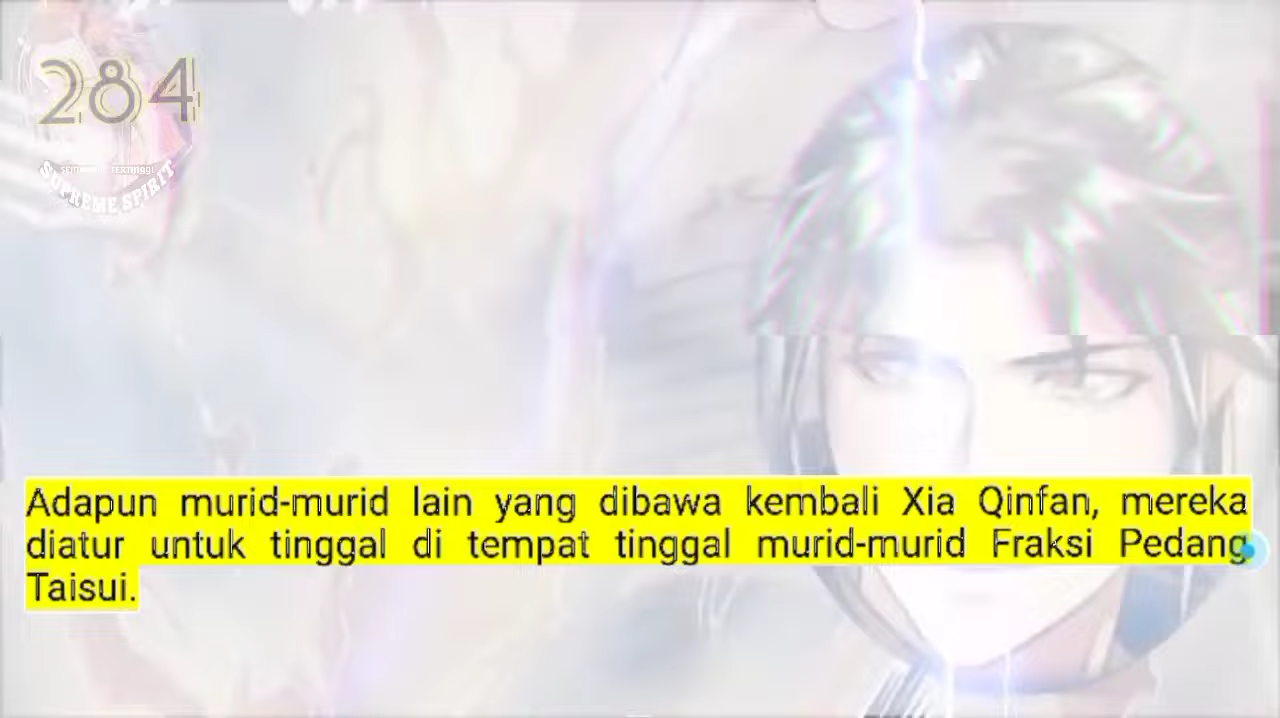 284
SUPREME SPIRIT
Adapun murid-murid lain yang dibawa kembali Xia Qinfan, mereka
diatur untuk tinggal di tempat tinggal murid-murid Fraksi Pedang
Taisui.